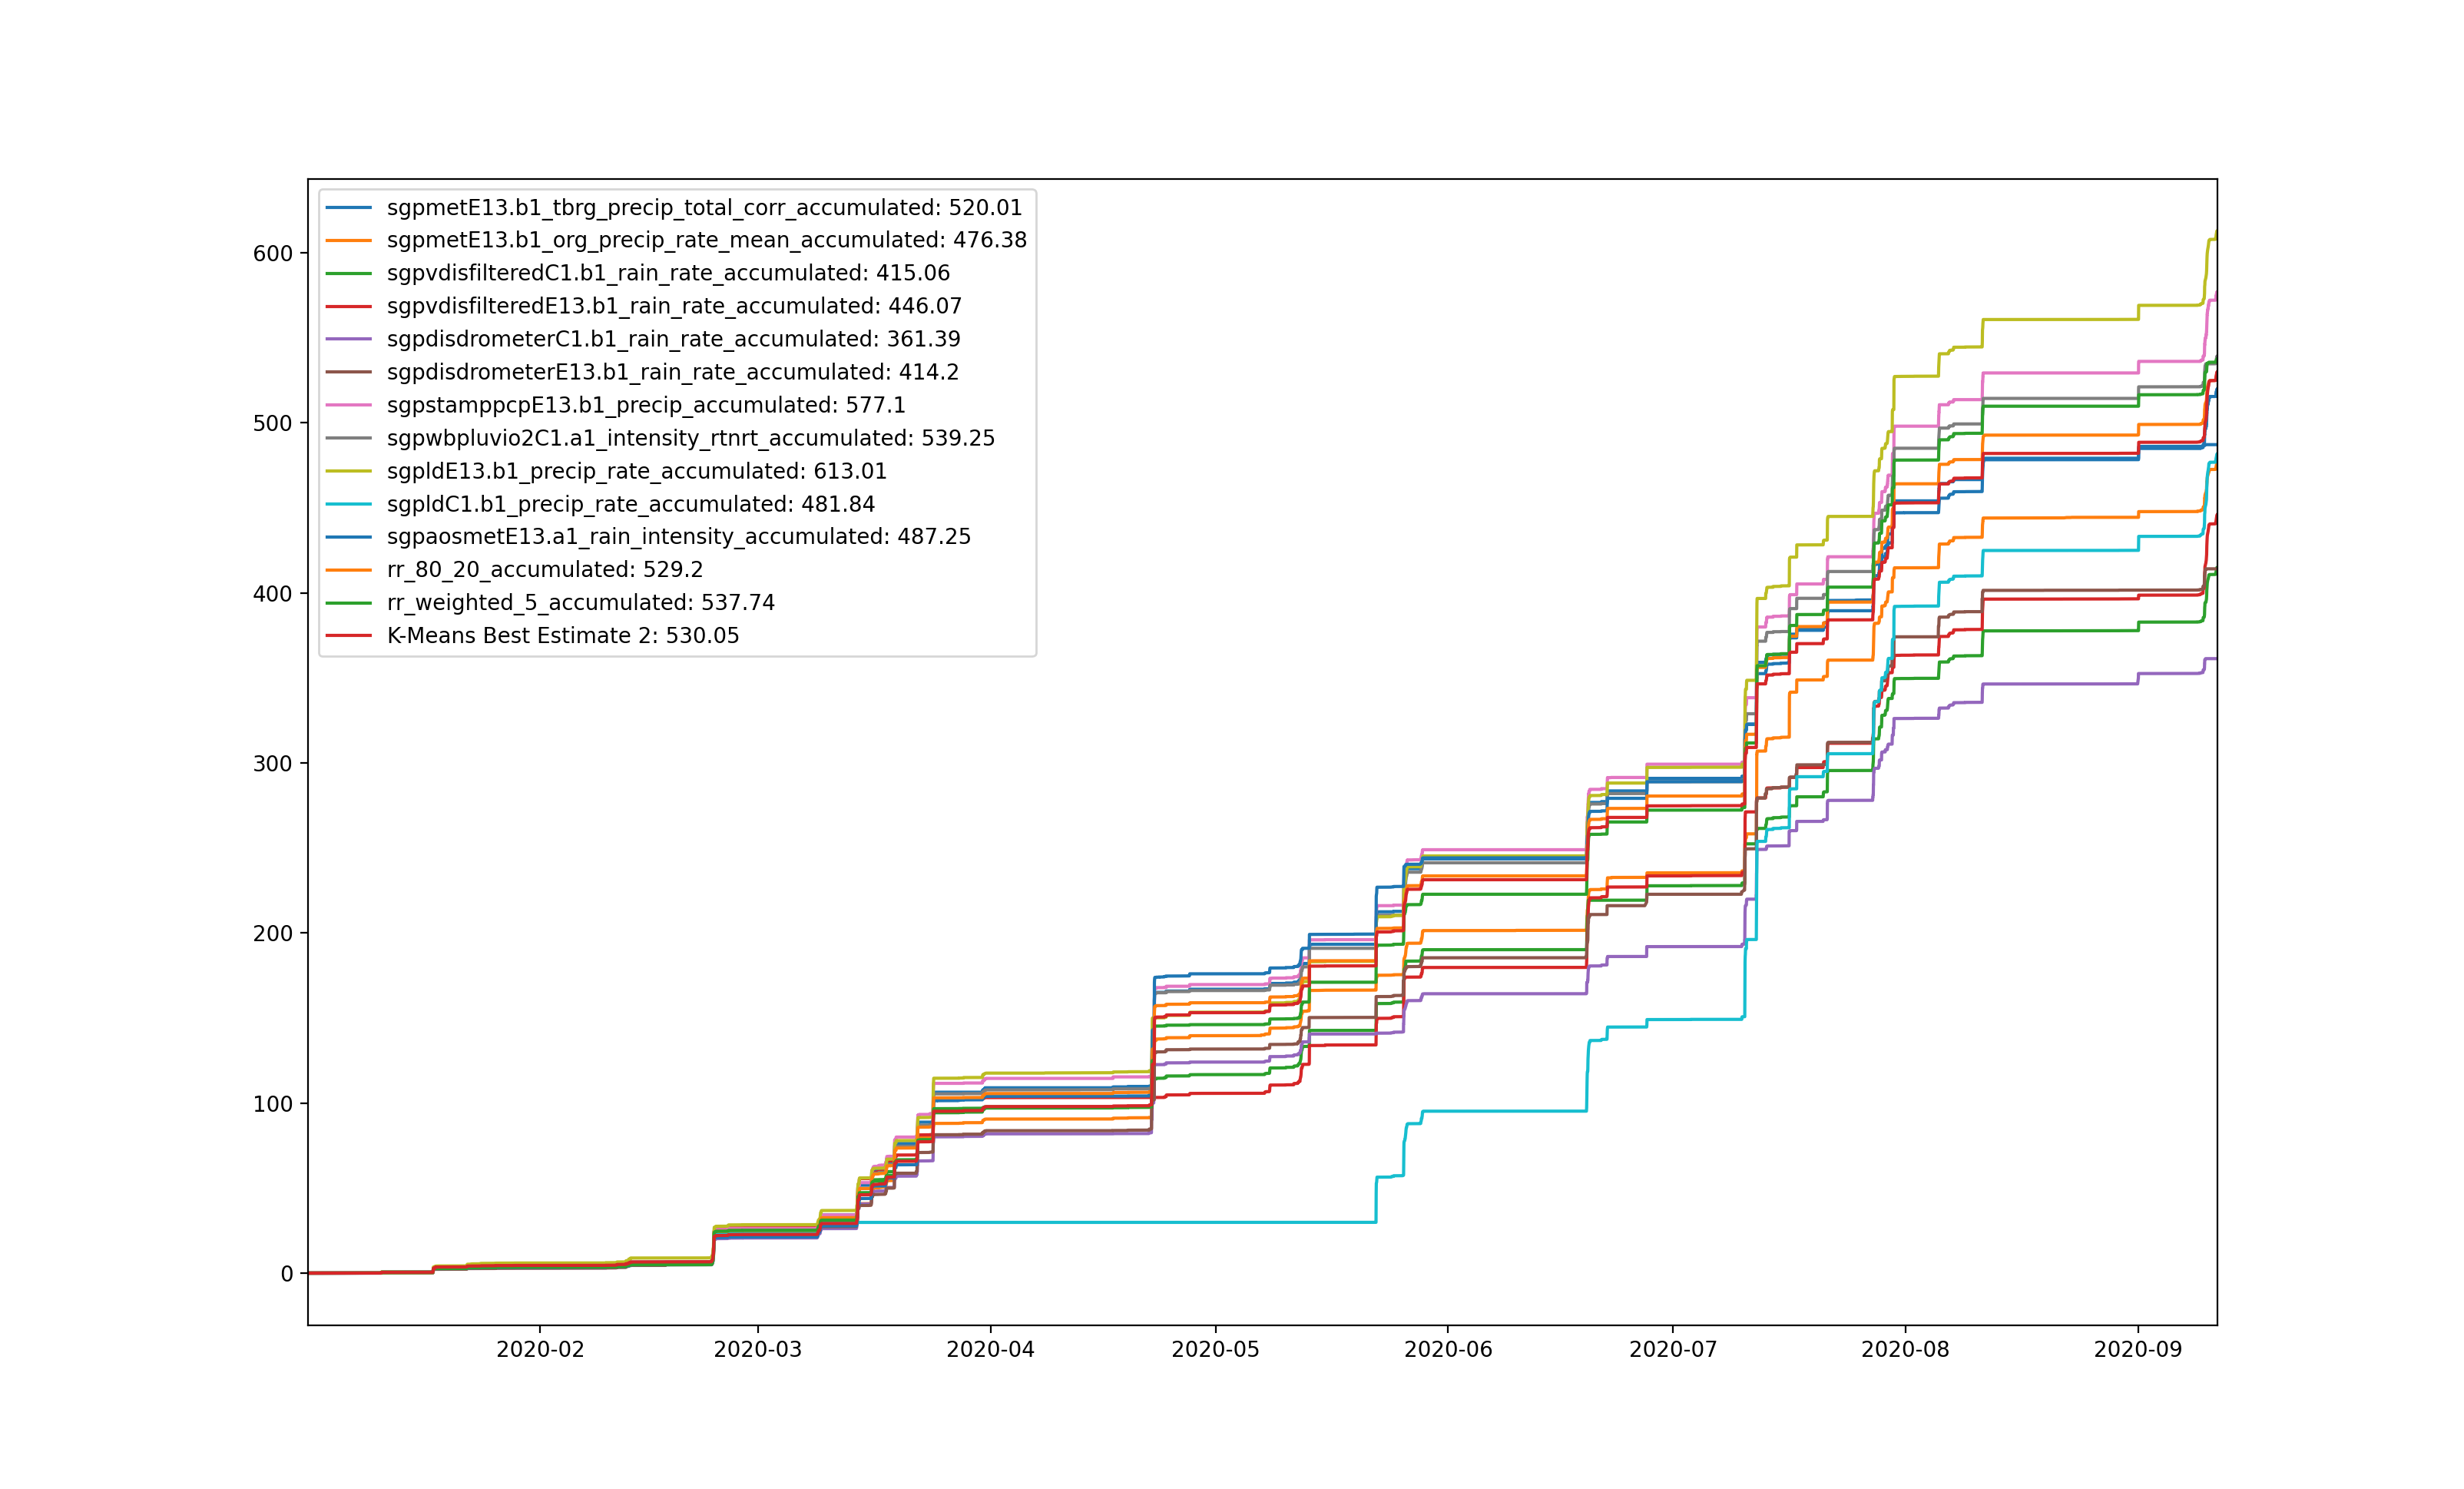 600
500
400
300
200
100
0
sgpmetE13.b1_tbrg_precip_total_corr_accumulated: 520.01
sgpmetE13.b1_org_precip_rate_mean_accumulated: 476.38
sgpvdisfilteredC1.b1_rain_rate_accumulated: 415.06
sgpvdisfilteredE13.b1_rain_rate_accumulated: 446.07
sgpdisdrometerC1.b1_rain_rate_accumulated: 361.39
sgpdisdrometerE13.b1_rain_rate_accumulated: 414.2
sgpstamppcpE13.b1_precip_accumulated: 577.1
sgpwbpluvio2C1.a1_intensity_rtnrt_accumulated: 539.25
sgpldE13.b1_precip_rate_accumulated: 613.01
sgpldC1.b1_precip_rate_accumulated: 481.84
sgpaosmetE13.a1_rain_intensity_accumulated: 487.25
rr_80_20_accumulated: 529.2
rr_weighted_5_accumulated: 537.74
K-Means Best Estimate 2: 530.05
2020-02 2020-03 2020-04 2020-05 2020-06 2020-07 2020-08 2020-09